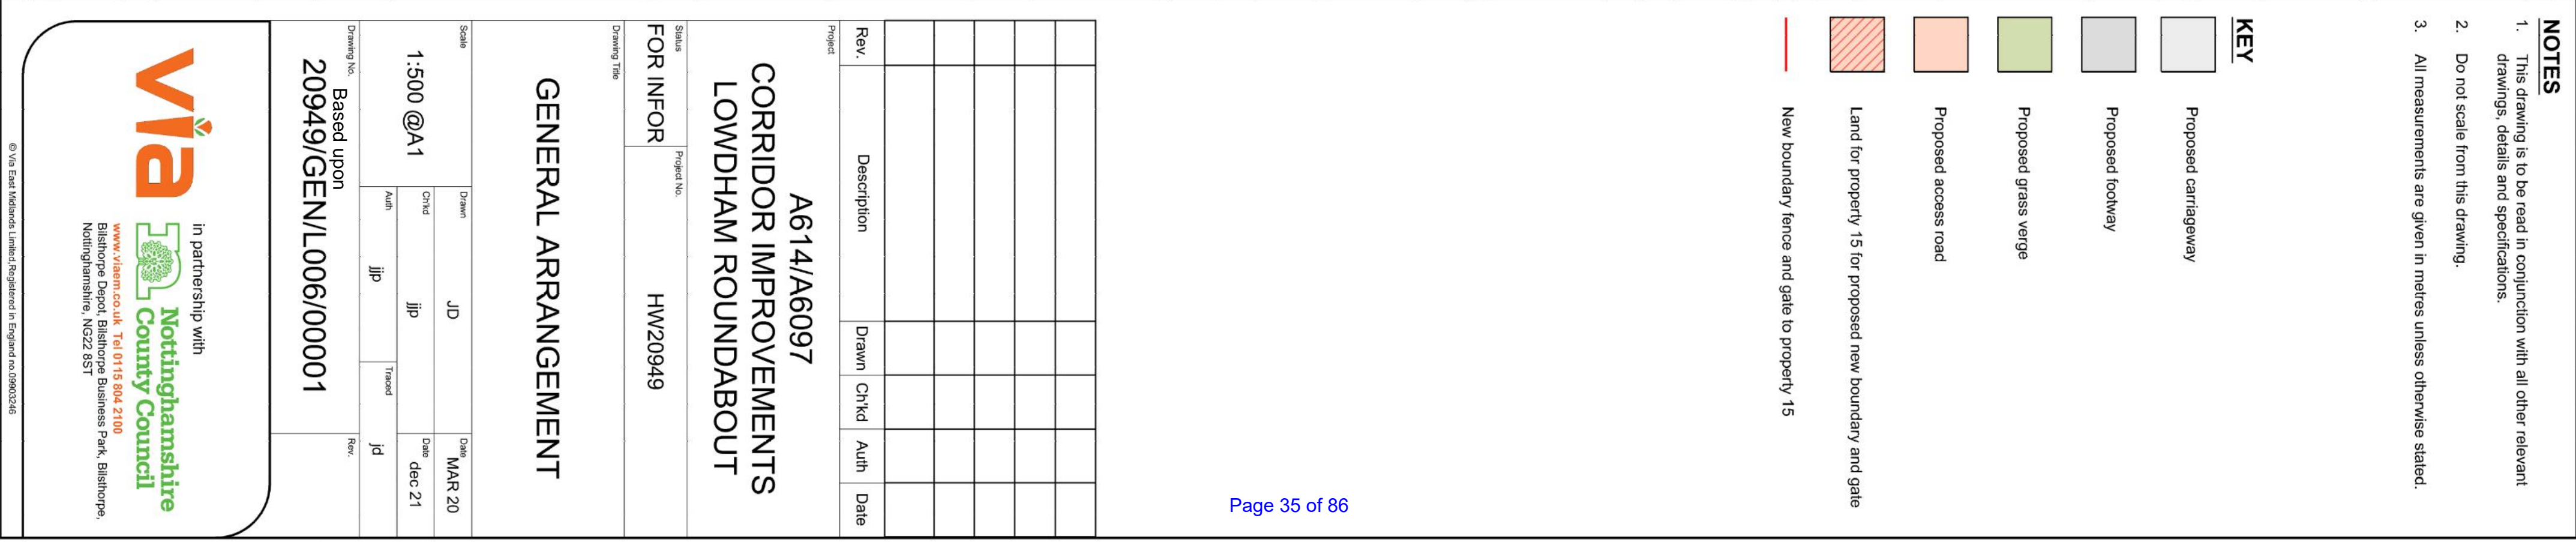 NOTES
1. This drawing is to be read in conjunction with all other relevant
drawings, details and specifications.
2. Do not scale from this drawing.
3. All measurements are given in metres unless otherwise stated.
KEY
Proposed carriageway
Proposed footway
Proposed grass verge
Proposed access road
Land for property 15 for proposed new boundary and gate
New boundary fence and gate to property 15
Page 35 of 86
Rev. Description Drawn Ch'kd Auth Date
Project
A614/A6097
CORRIDOR IMPROVEMENTS
LOWDHAM ROUNDABOUT
Status Project No.
FOR INFOR HW20949
Drawing Title
GENERAL ARRANGEMENT
Scale Drawn Date
1:500 @A1 JD MAR 20
Ch'kd Date
jjp dec 21
Auth Traced
jjp jd
Drawing No. Rev.
Based upon
20949/GEN/L006/00001
via
in partnership with
Nottinghamshire
County Council
www.viaem.co.uk Tel 0115 804 2100
Bilsthorpe Depot, Bilsthorpe Business Park, Bilsthorpe,
Nottinghamshire, NG22 8ST
© Via East Midlands Limited,Registered in England no.09903246